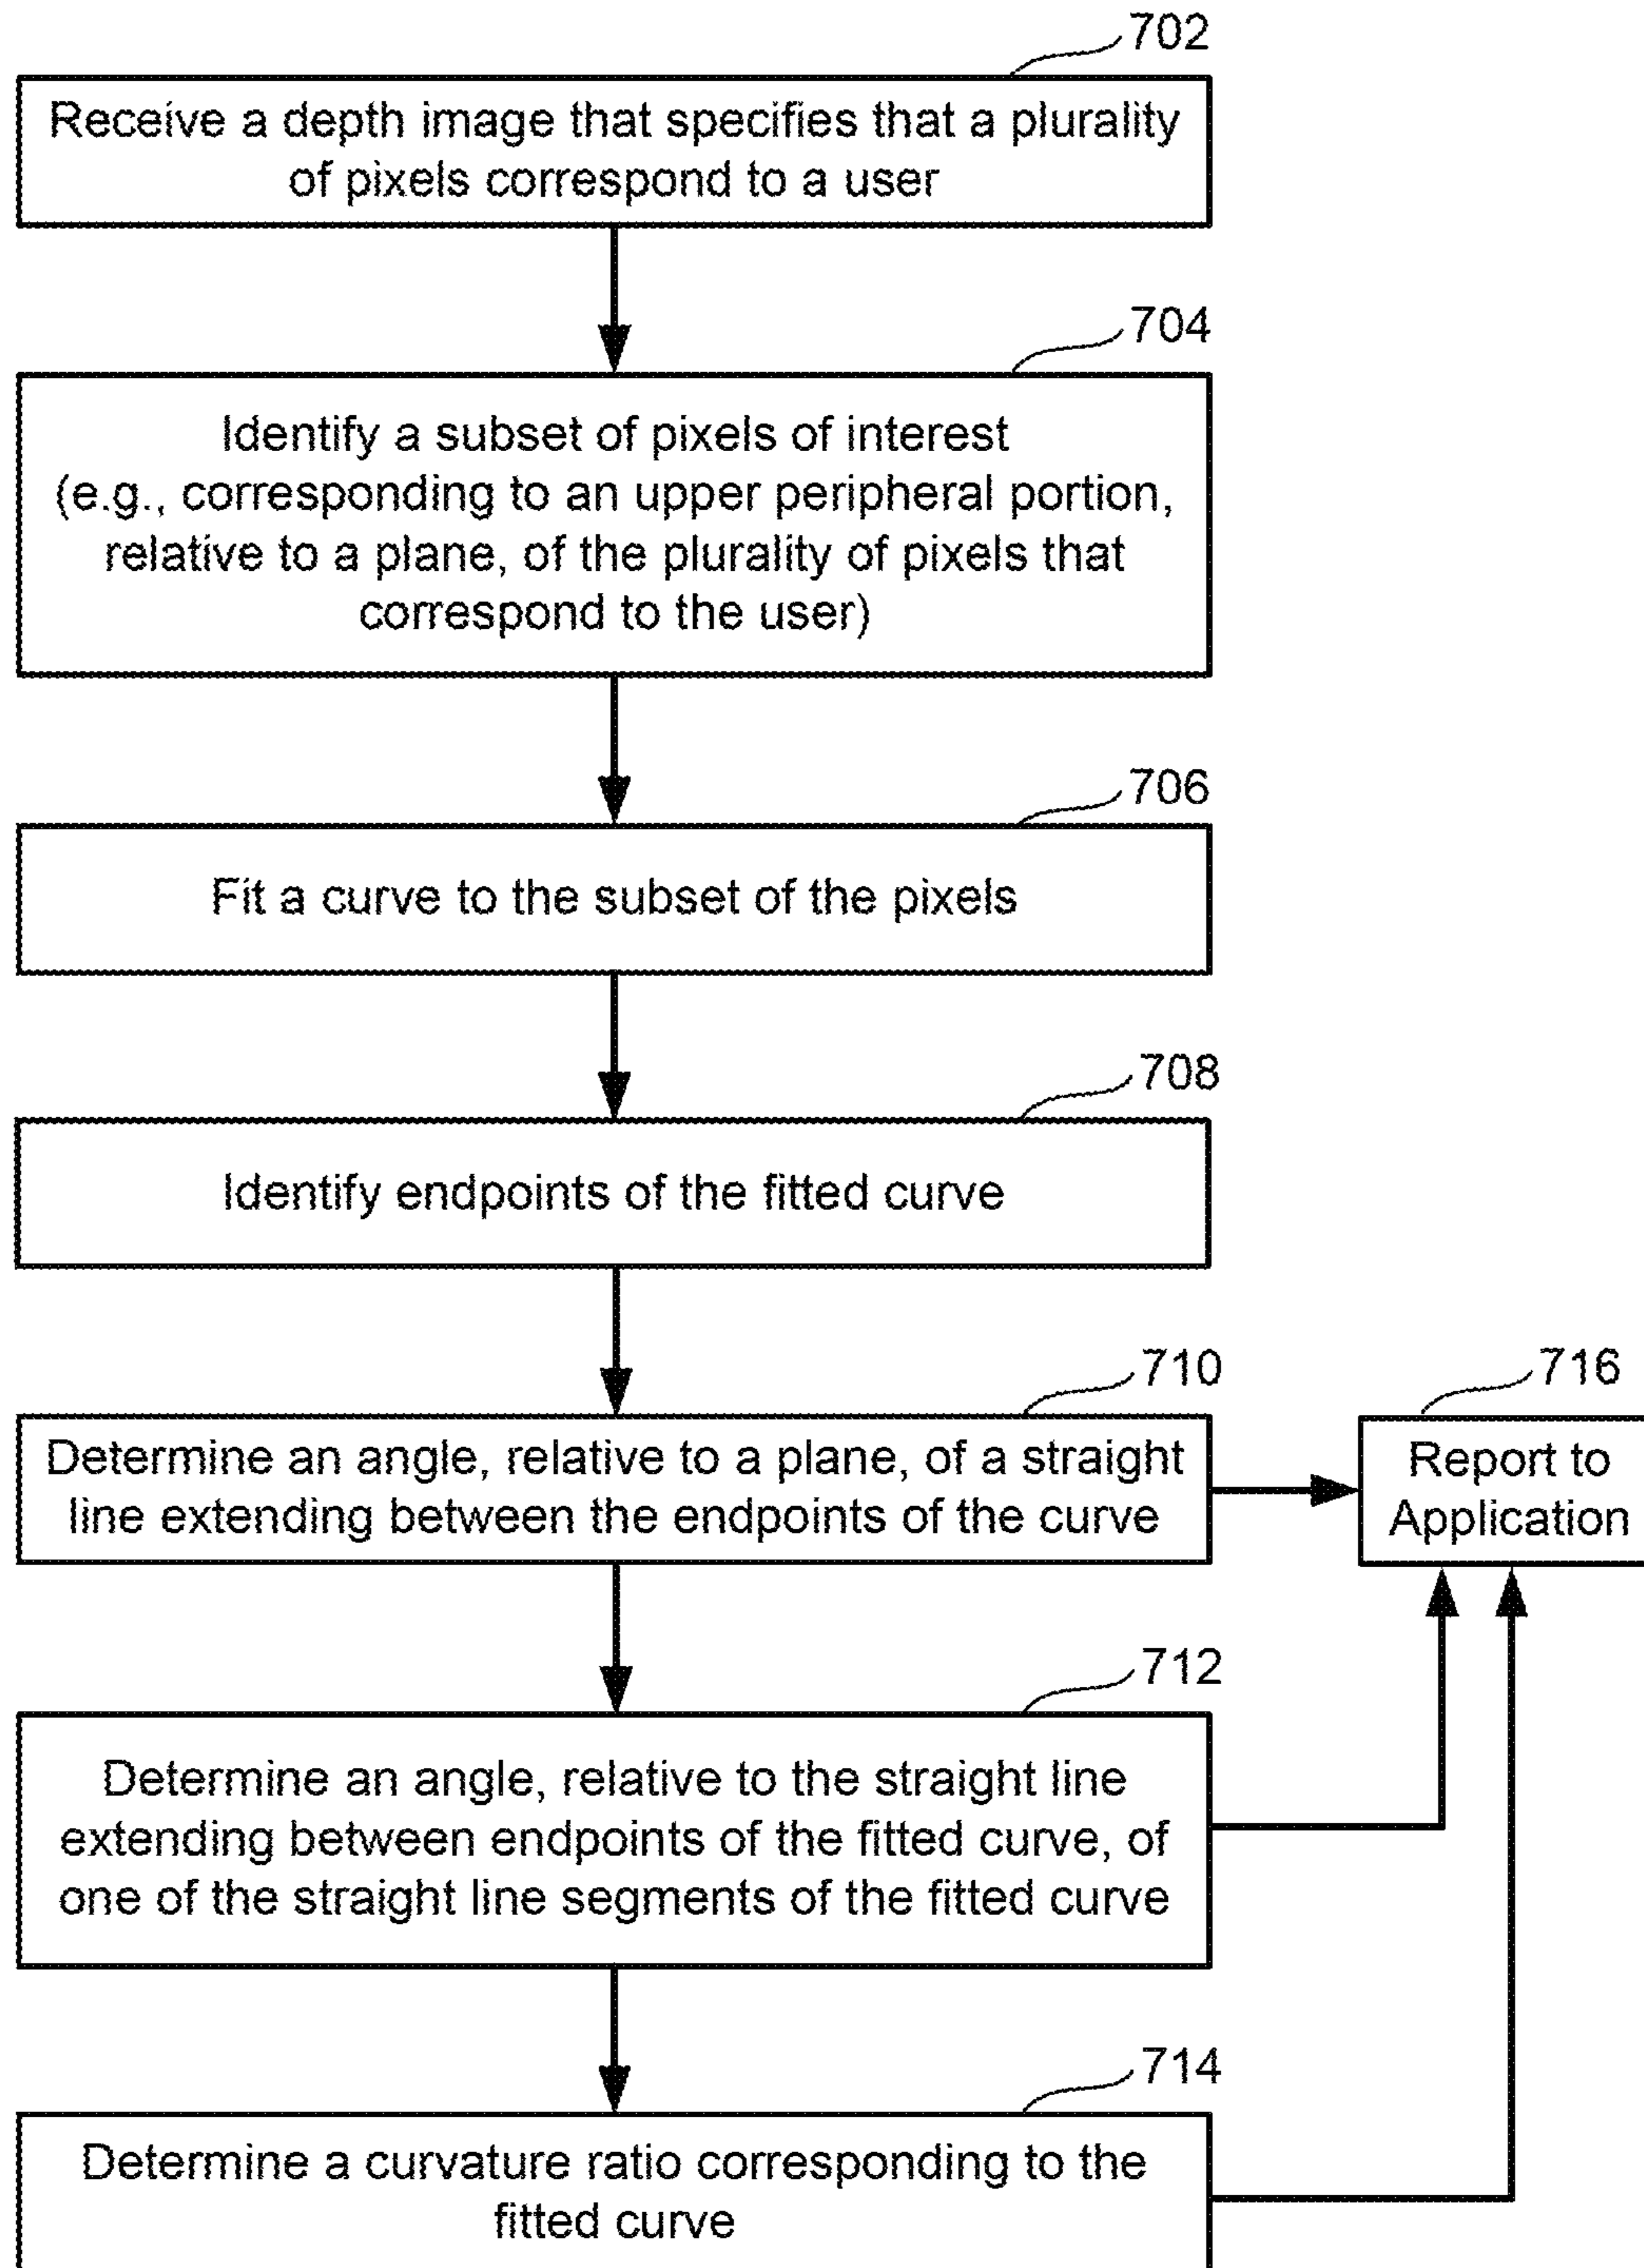 702
Receive a depth image that specifies that a plurality
of pixels correspond to a user
704
Identify a subset of pixels of interest
(e.g., corresponding to an upper peripheral portion,
relative to a plane, of the plurality of pixels that
correspond to the user)
706
Fit a curve to the subset of the pixels
708
Identify endpoints of the fitted curve
710
Determine an angle, relative to a plane, of a straight
line extending between the endpoints of the curve
716
Report to
Application
712
Determine an angle, relative to the straight line
extending between endpoints of the fitted curve, of
one of the straight line segments of the fitted curve
714
Determine a curvature ratio corresponding to the
fitted curve